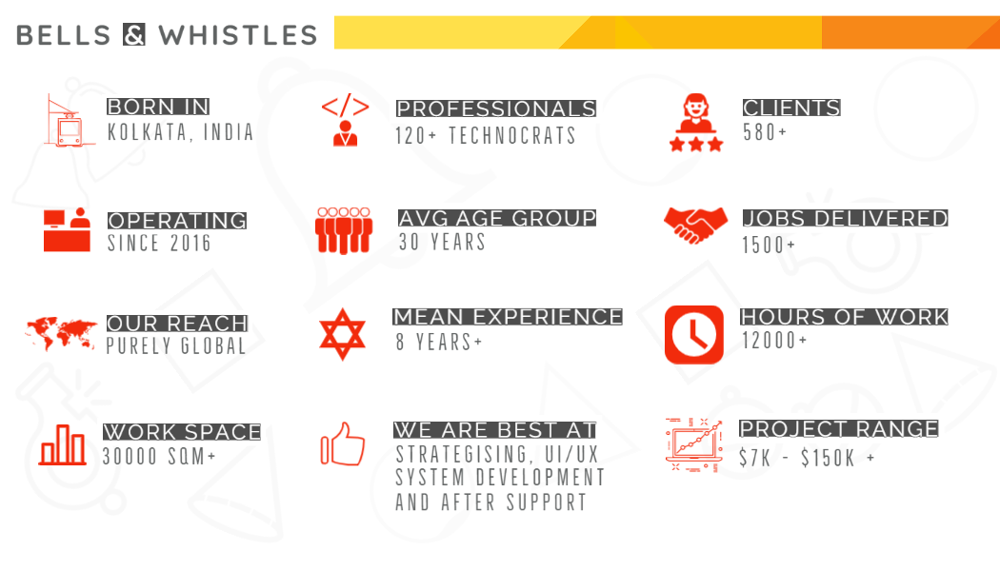 BELLS & WHISTLES
BORN IN
KOLKATA, INDIA
PROFESSIONALS
120+ TECHNOCRATS
CLIENTS
580+
OPERATING
SINCE 2016
AVG AGE GROUP
30 YEARS
JOBS DELIVERED
1500+
OUR REACH
PURELY GLOBAL
MEAN EXPERIENCE
8 YEARS+
HOURS OF WORK
12000+
WORK SPACE
30000 SQM+
WE ARE BEST AT
STRATEGISING, UI/UX
SYSTEM DEVELOPMENT
AND AFTER SUPPORT
PROJECT RANGE
$7K - $150K +